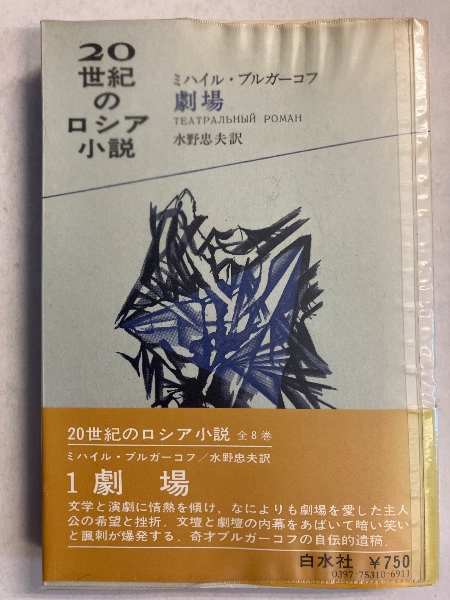 20
世紀
の
ロシア
小説
ミハイル・ブルガーコフ
劇場
ТЕАТРАЛЬНЫЙ РОМАН
水野忠夫訳
20世紀のロシア小説 全8巻
ミハイル・ブルガーコフ/水野忠夫訳
1 劇 場
文学と演劇に情熱を傾け,なによりも劇場を愛した主人
公の希望と挫折.文壇と劇壇の内幕をあばいて暗い笑い
と諷刺が爆発する.奇才ブルガーコフの自伝的遺稿.
白水社 ¥750
0397-75310-6911